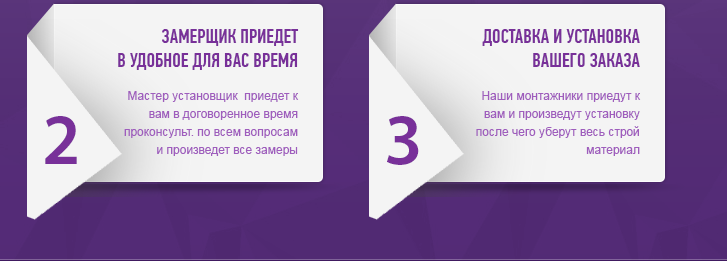 2
ЗАМЕРЩИК ПРИЕДЕТ
В УДОБНОЕ ДЛЯ ВАС ВРЕМЯ
Мастер установщик приедет к
вам в договоренное время
проконсульт. по всем вопросам
и произведет все замеры
3
ДОСТАВКА И УСТАНОВКА
ВАШЕГО ЗАКАЗА
Наши монтажники приедут к
вам и произведут установку
после чего уберут весь строй
материал